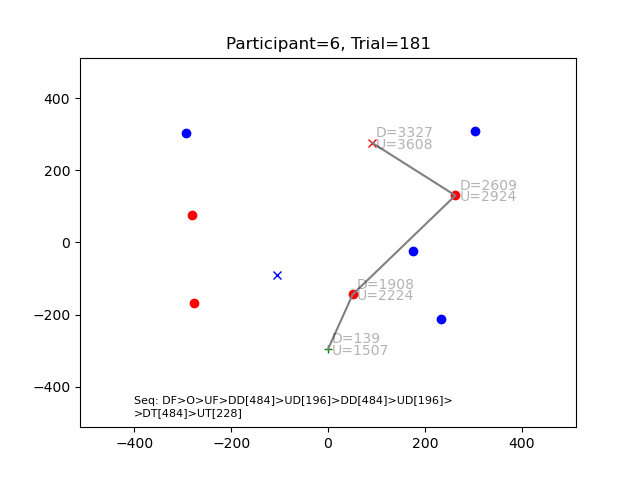 Participant=6, Trial=181
400
200
0
−200
−400
D=3327
U=3608
D=2609
U=2924
D=1908
U=2224
D=139
U=1507
Seq: DF>O>UF>DD[484]>UD[196]>DD[484]>UD[196]>
>DT[484]>UT[228]
−400 −200 0 200 400